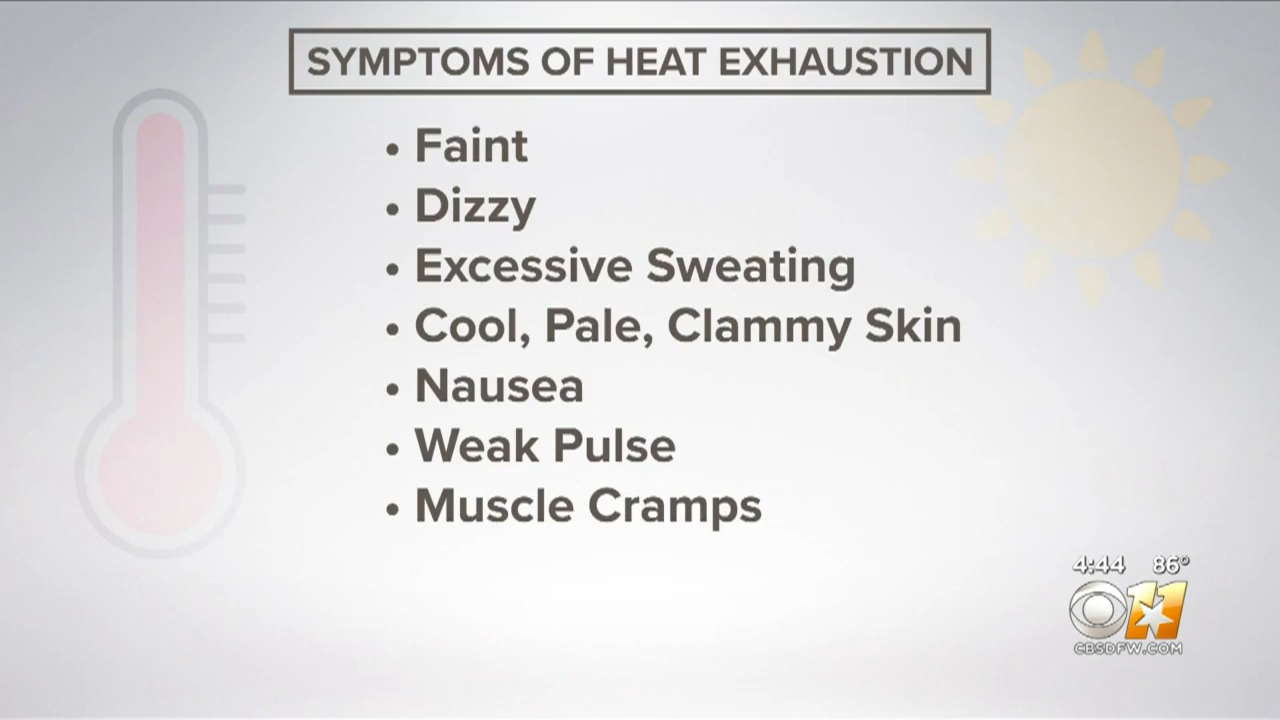 SYMPTOMS OF HEAT EXHAUSTION
• Faint
• Dizzy
• Excessive Sweating
• Cool, Pale, Clammy Skin
• Nausea
• Weak Pulse
• Muscle Cramps
4:44 86°
11
CBSDFW.COM